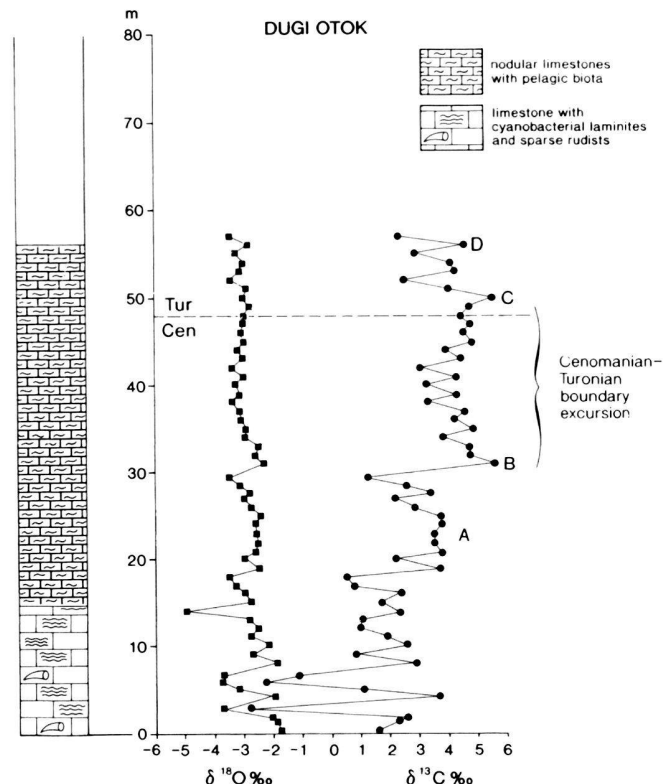 DUGI OTOK
m
80
70
60
50
40
30
20
10
0
nodular limestones
with pelagic biota
limestone with
cyanobacterial laminites
and sparse rudists
D
C
Tur
Cen
Cenomanian–
Turonian
boundary
excursion
B
A
-6 -5 -4 -3 -2 -1 0 1 2 3 4 5 6
δ ¹⁸O ‰ δ ¹³C ‰